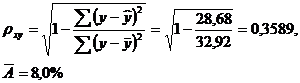 ρxy = √(1 − ∑(y − ŷ)² / ∑(y − ȳ)²) = √(1 − 28,68 / 32,92) = 0,3589,
A̅ = 8,0%